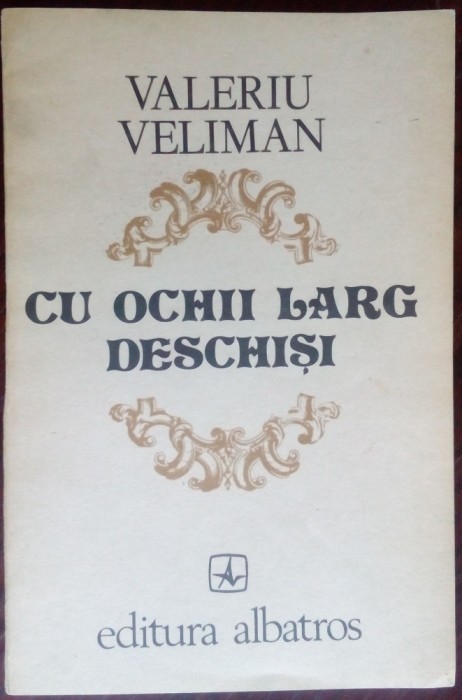 VALERIU
VELIMAN
CU OCHII LARG
DESCHIȘI
editura albatros